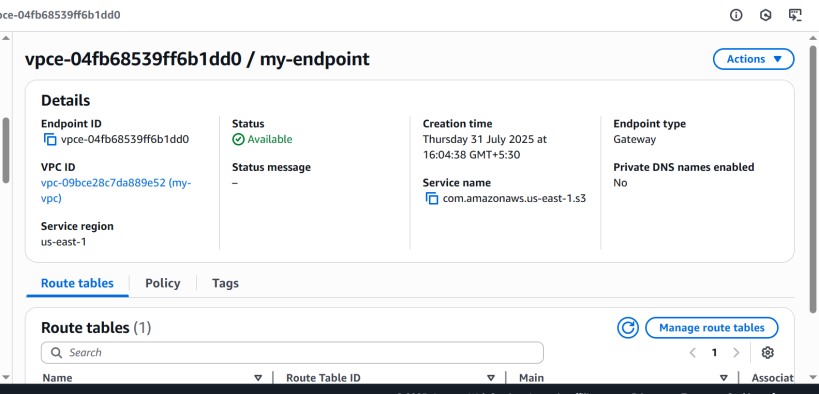 vpce-04fb68539ff6b1dd0
vpce-04fb68539ff6b1dd0 / my-endpoint
Actions
Details
Endpoint ID
vpce-04fb68539ff6b1dd0
VPC ID
vpc-09bce28c7da889e52 (my-
vpc)
Service region
us-east-1
Status
Available
Status message
–
Creation time
Thursday 31 July 2025 at
16:04:38 GMT+5:30
Service name
com.amazonaws.us-east-1.s3
Endpoint type
Gateway
Private DNS names enabled
No
Route tables
Policy
Tags
Route tables (1)
Manage route tables
Search
1
Name
Route Table ID
Main
Associat